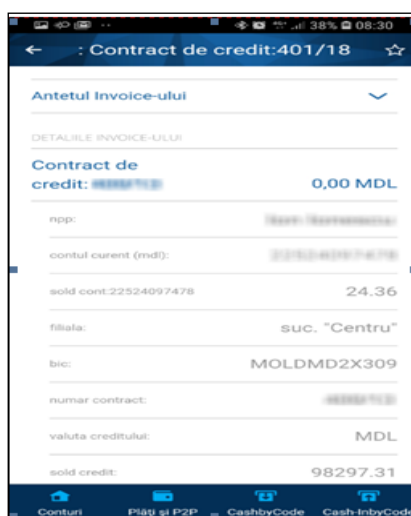 38% 08:30
: Contract de credit:401/18
Antetul Invoice-ului
DETALIILE INVOICE-ULUI
Contract de
credit:
0,00 MDL
npp:
contul curent (mdl):
sold cont:22524097478
24.36
filiala:
suc. "Centru"
bic:
MOLDMD2X309
numar contract:
valuta creditului:
MDL
sold credit:
98297.31
Conturi Plăți și P2P CashbyCode Cash-InbyCode